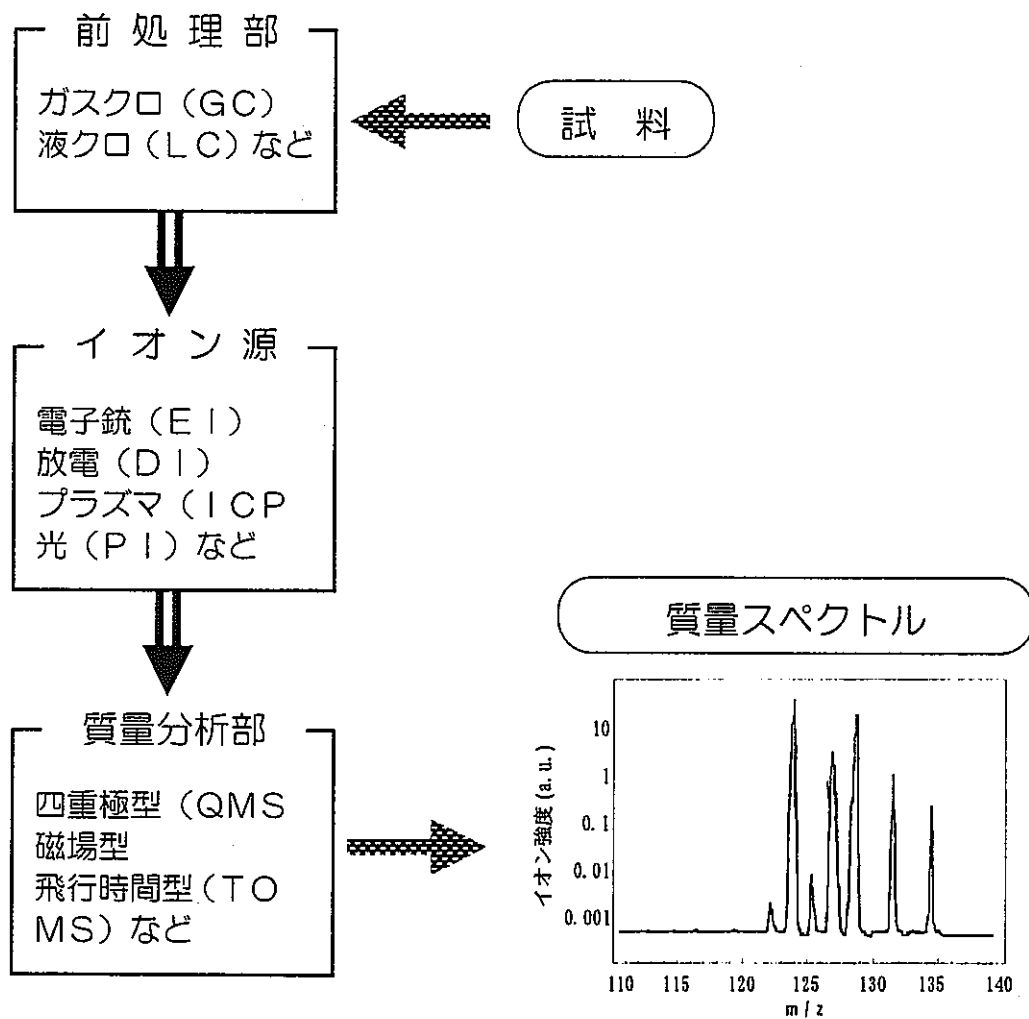 前処理部
ガスクロ(GC)
液クロ(LC)など
試料
イオン源
電子銃(EI)
放電(DI)
プラズマ(ICP
光(PI)など
質量分析部
四重極型(QMS
磁場型
飛行時間型(TO
MS)など
質量スペクトル
イオン強度(a.u.)
10
1
0.1
0.01
0.001
110 115 120 125 130 135 140
m/z